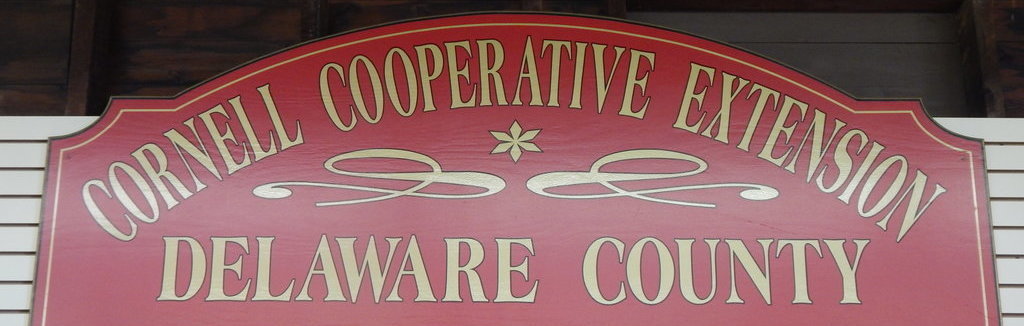 CORNELL COOPERATIVE EXTENSION
DELAWARE COUNTY